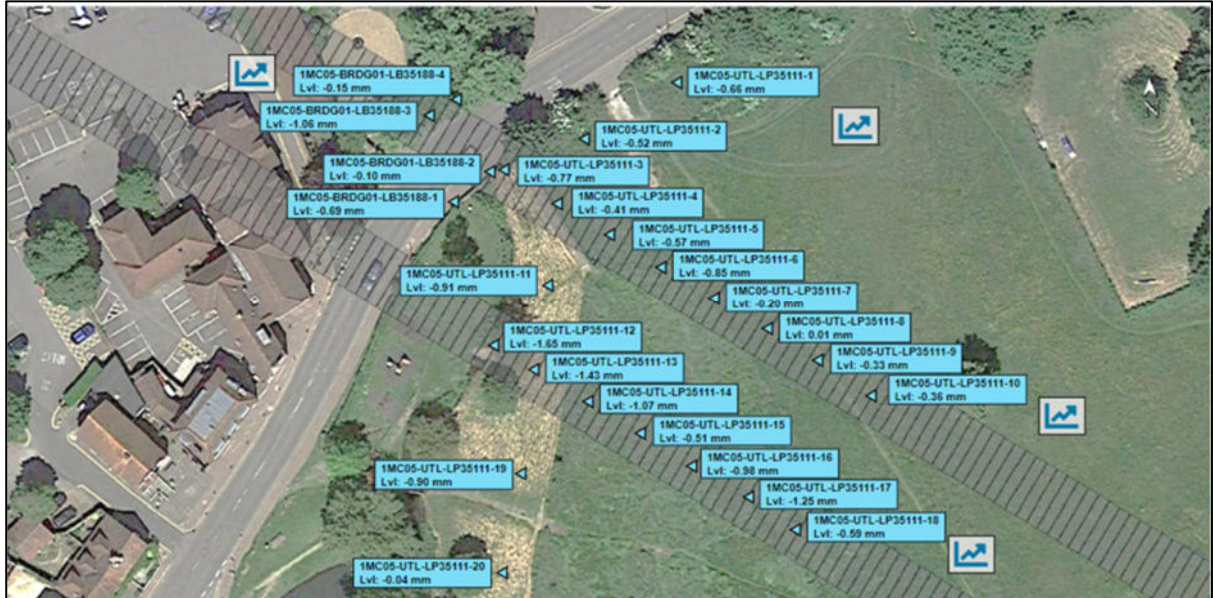 1MC05-BRDG01-LB35188-4
Lvl: -0.15 mm
1MC05-UTL-LP35111-1
Lvl: -0.66 mm
1MC05-BRDG01-LB35188-3
Lvl: -1.06 mm
1MC05-UTL-LP35111-2
Lvl: -0.52 mm
1MC05-BRDG01-LB35188-2
Lvl: -0.10 mm
1MC05-UTL-LP35111-3
Lvl: -0.77 mm
1MC05-BRDG01-LB35188-1
Lvl: -0.69 mm
1MC05-UTL-LP35111-4
Lvl: -0.41 mm
1MC05-UTL-LP35111-5
Lvl: -0.57 mm
1MC05-UTL-LP35111-6
Lvl: -0.85 mm
1MC05-UTL-LP35111-11
Lvl: -0.91 mm
1MC05-UTL-LP35111-7
Lvl: -0.20 mm
1MC05-UTL-LP35111-8
Lvl: 0.01 mm
1MC05-UTL-LP35111-12
Lvl: -1.65 mm
1MC05-UTL-LP35111-9
Lvl: -0.33 mm
1MC05-UTL-LP35111-13
Lvl: -1.43 mm
1MC05-UTL-LP35111-10
Lvl: -0.36 mm
1MC05-UTL-LP35111-14
Lvl: -1.07 mm
1MC05-UTL-LP35111-15
Lvl: -0.51 mm
1MC05-UTL-LP35111-16
Lvl: -0.98 mm
1MC05-UTL-LP35111-19
Lvl: -0.90 mm
1MC05-UTL-LP35111-17
Lvl: -1.25 mm
1MC05-UTL-LP35111-18
Lvl: -0.59 mm
1MC05-UTL-LP35111-20
Lvl: -0.04 mm
N